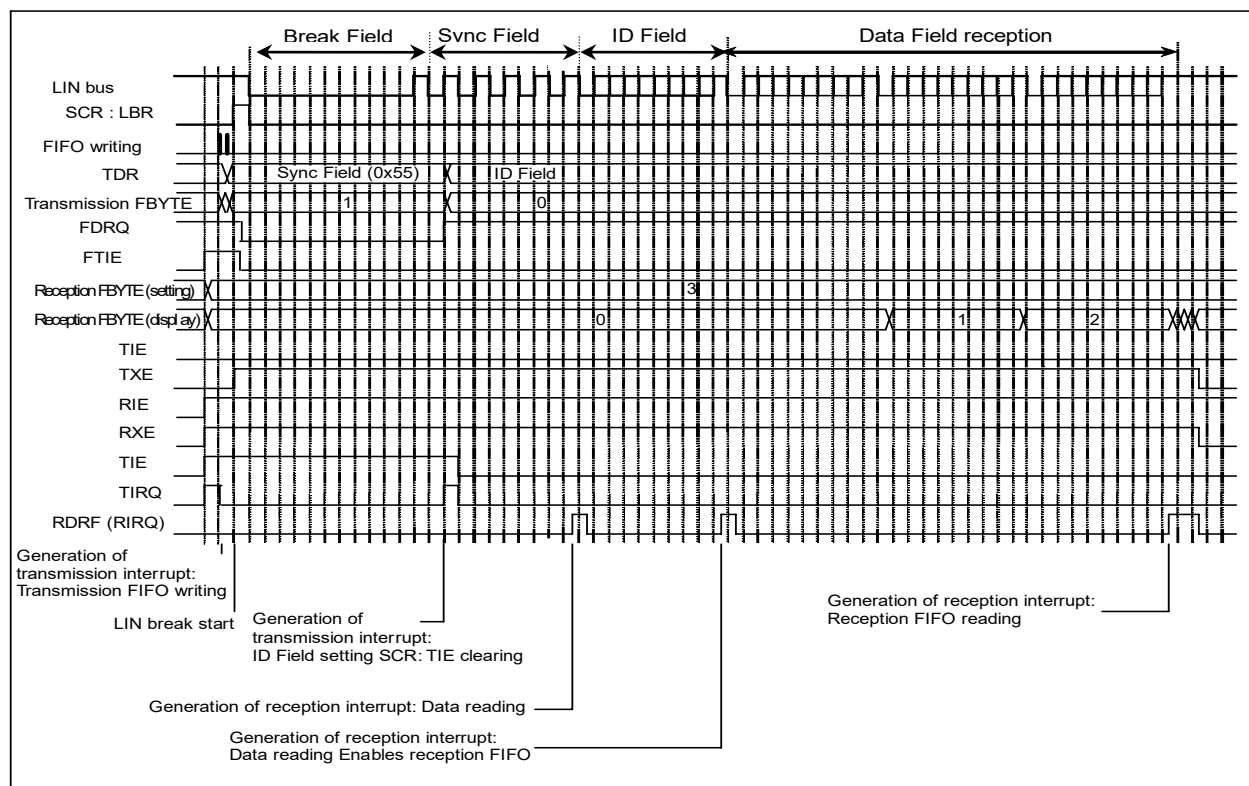 Break Field Svnc Field ID Field Data Field reception
LIN bus
SCR : LBR
FIFO writing
TDR Sync Field (0x55) ID Field
Transmission FBYTE 1 0
FDRQ
FTIE
Reception FBYTE (setting) 3
Reception FBYTE (display) 0 1 2
TIE
TXE
RIE
RXE
TIE
TIRQ
RDRF (RIRQ)
Generation of
transmission interrupt:
Transmission FIFO writing
LIN break start
Generation of
transmission interrupt:
ID Field setting SCR: TIE clearing
Generation of reception interrupt:
Reception FIFO reading
Generation of reception interrupt: Data reading
Generation of reception interrupt:
Data reading Enables reception FIFO